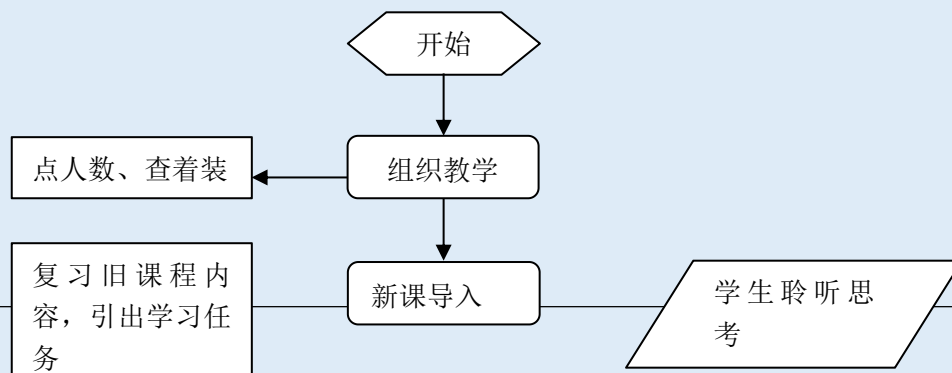 开始
点人数、查着装
组织教学
复习旧课程内
容，引出学习任
务
新课导入
学生聆听思
考